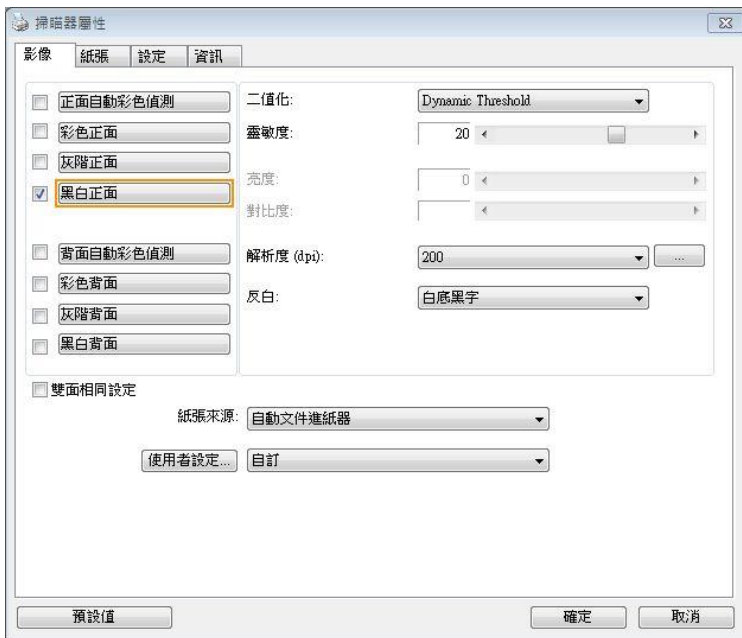 掃瞄器屬性
影像 紙張 設定 資訊
正面自動彩色偵測
彩色正面
灰階正面
黑白正面
背面自動彩色偵測
彩色背面
灰階背面
黑白背面
二值化: Dynamic Threshold
靈敏度: 20
亮度: 0
對比度:
解析度 (dpi): 200 ...
反白: 白底黑字
雙面相同設定
紙張來源: 自動文件進紙器
使用者設定... 自訂
預設值 確定 取消